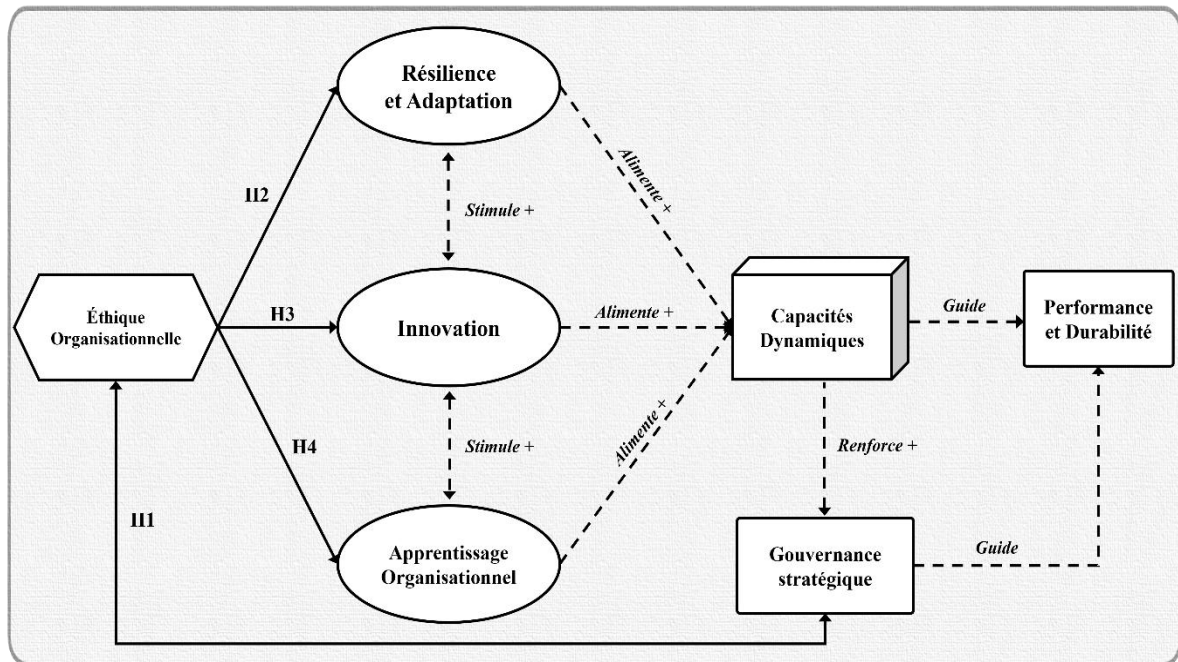 Résilience
et Adaptation
H2
Alimente +
Stimule +
Éthique
Organisationnelle
H3
Innovation
Alimente +
Capacités
Dynamiques
Guide
Performance
et Durabilité
H4
Stimule +
Alimente +
Renforce +
H1
Apprentissage
Organisationnel
Gouvernance
stratégique
Guide